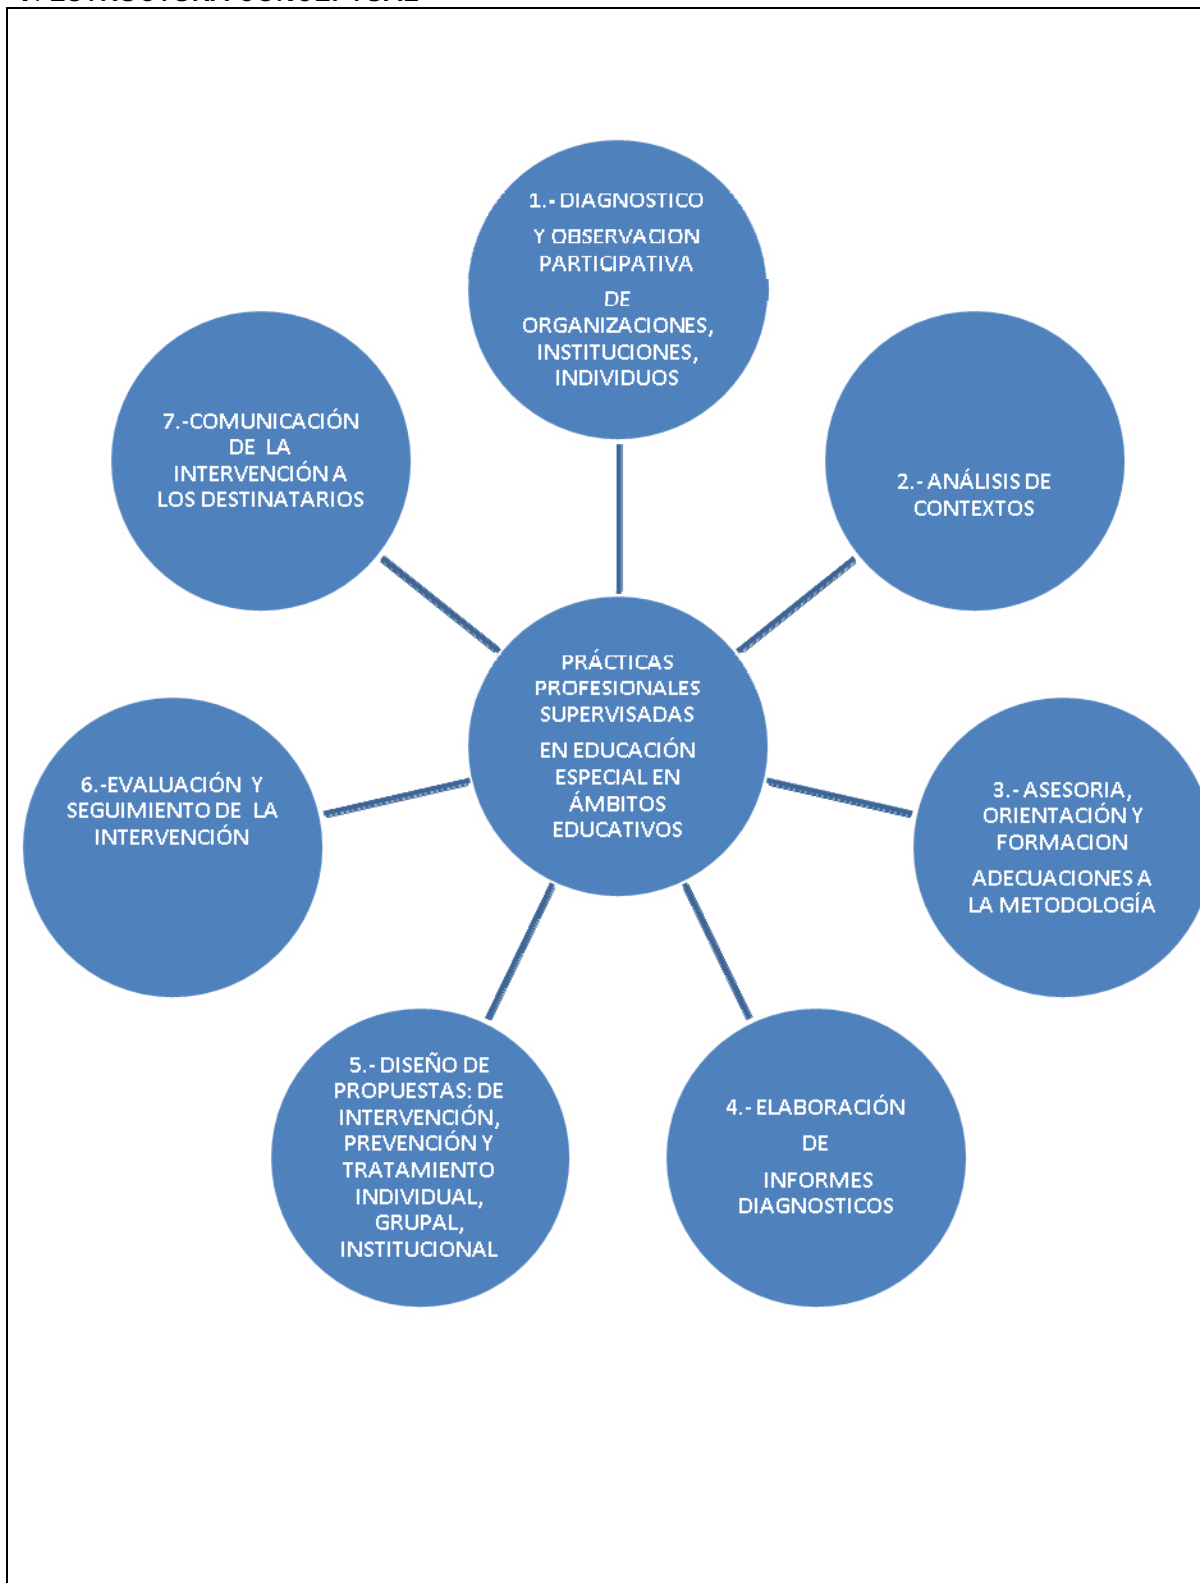 1.- DIAGNOSTICO
Y OBSERVACION
PARTICIPATIVA
DE
ORGANIZACIONES,
INSTITUCIONES,
INDIVIDUOS
2.- ANÁLISIS DE
CONTEXTOS
3.- ASESORIA,
ORIENTACIÓN Y
FORMACION
ADECUACIONES A
LA METODOLOGÍA
4.- ELABORACIÓN
DE
INFORMES
DIAGNOSTICOS
5.- DISEÑO DE
PROPUESTAS: DE
INTERVENCIÓN,
PREVENCIÓN Y
TRATAMIENTO
INDIVIDUAL,
GRUPAL,
INSTITUCIONAL
6.-EVALUACIÓN Y
SEGUIMIENTO DE LA
INTERVENCIÓN
7.-COMUNICACIÓN
DE LA
INTERVENCIÓN A
LOS DESTINATARIOS
PRÁCTICAS
PROFESIONALES
SUPERVISADAS
EN EDUCACIÓN
ESPECIAL EN
ÁMBITOS
EDUCATIVOS